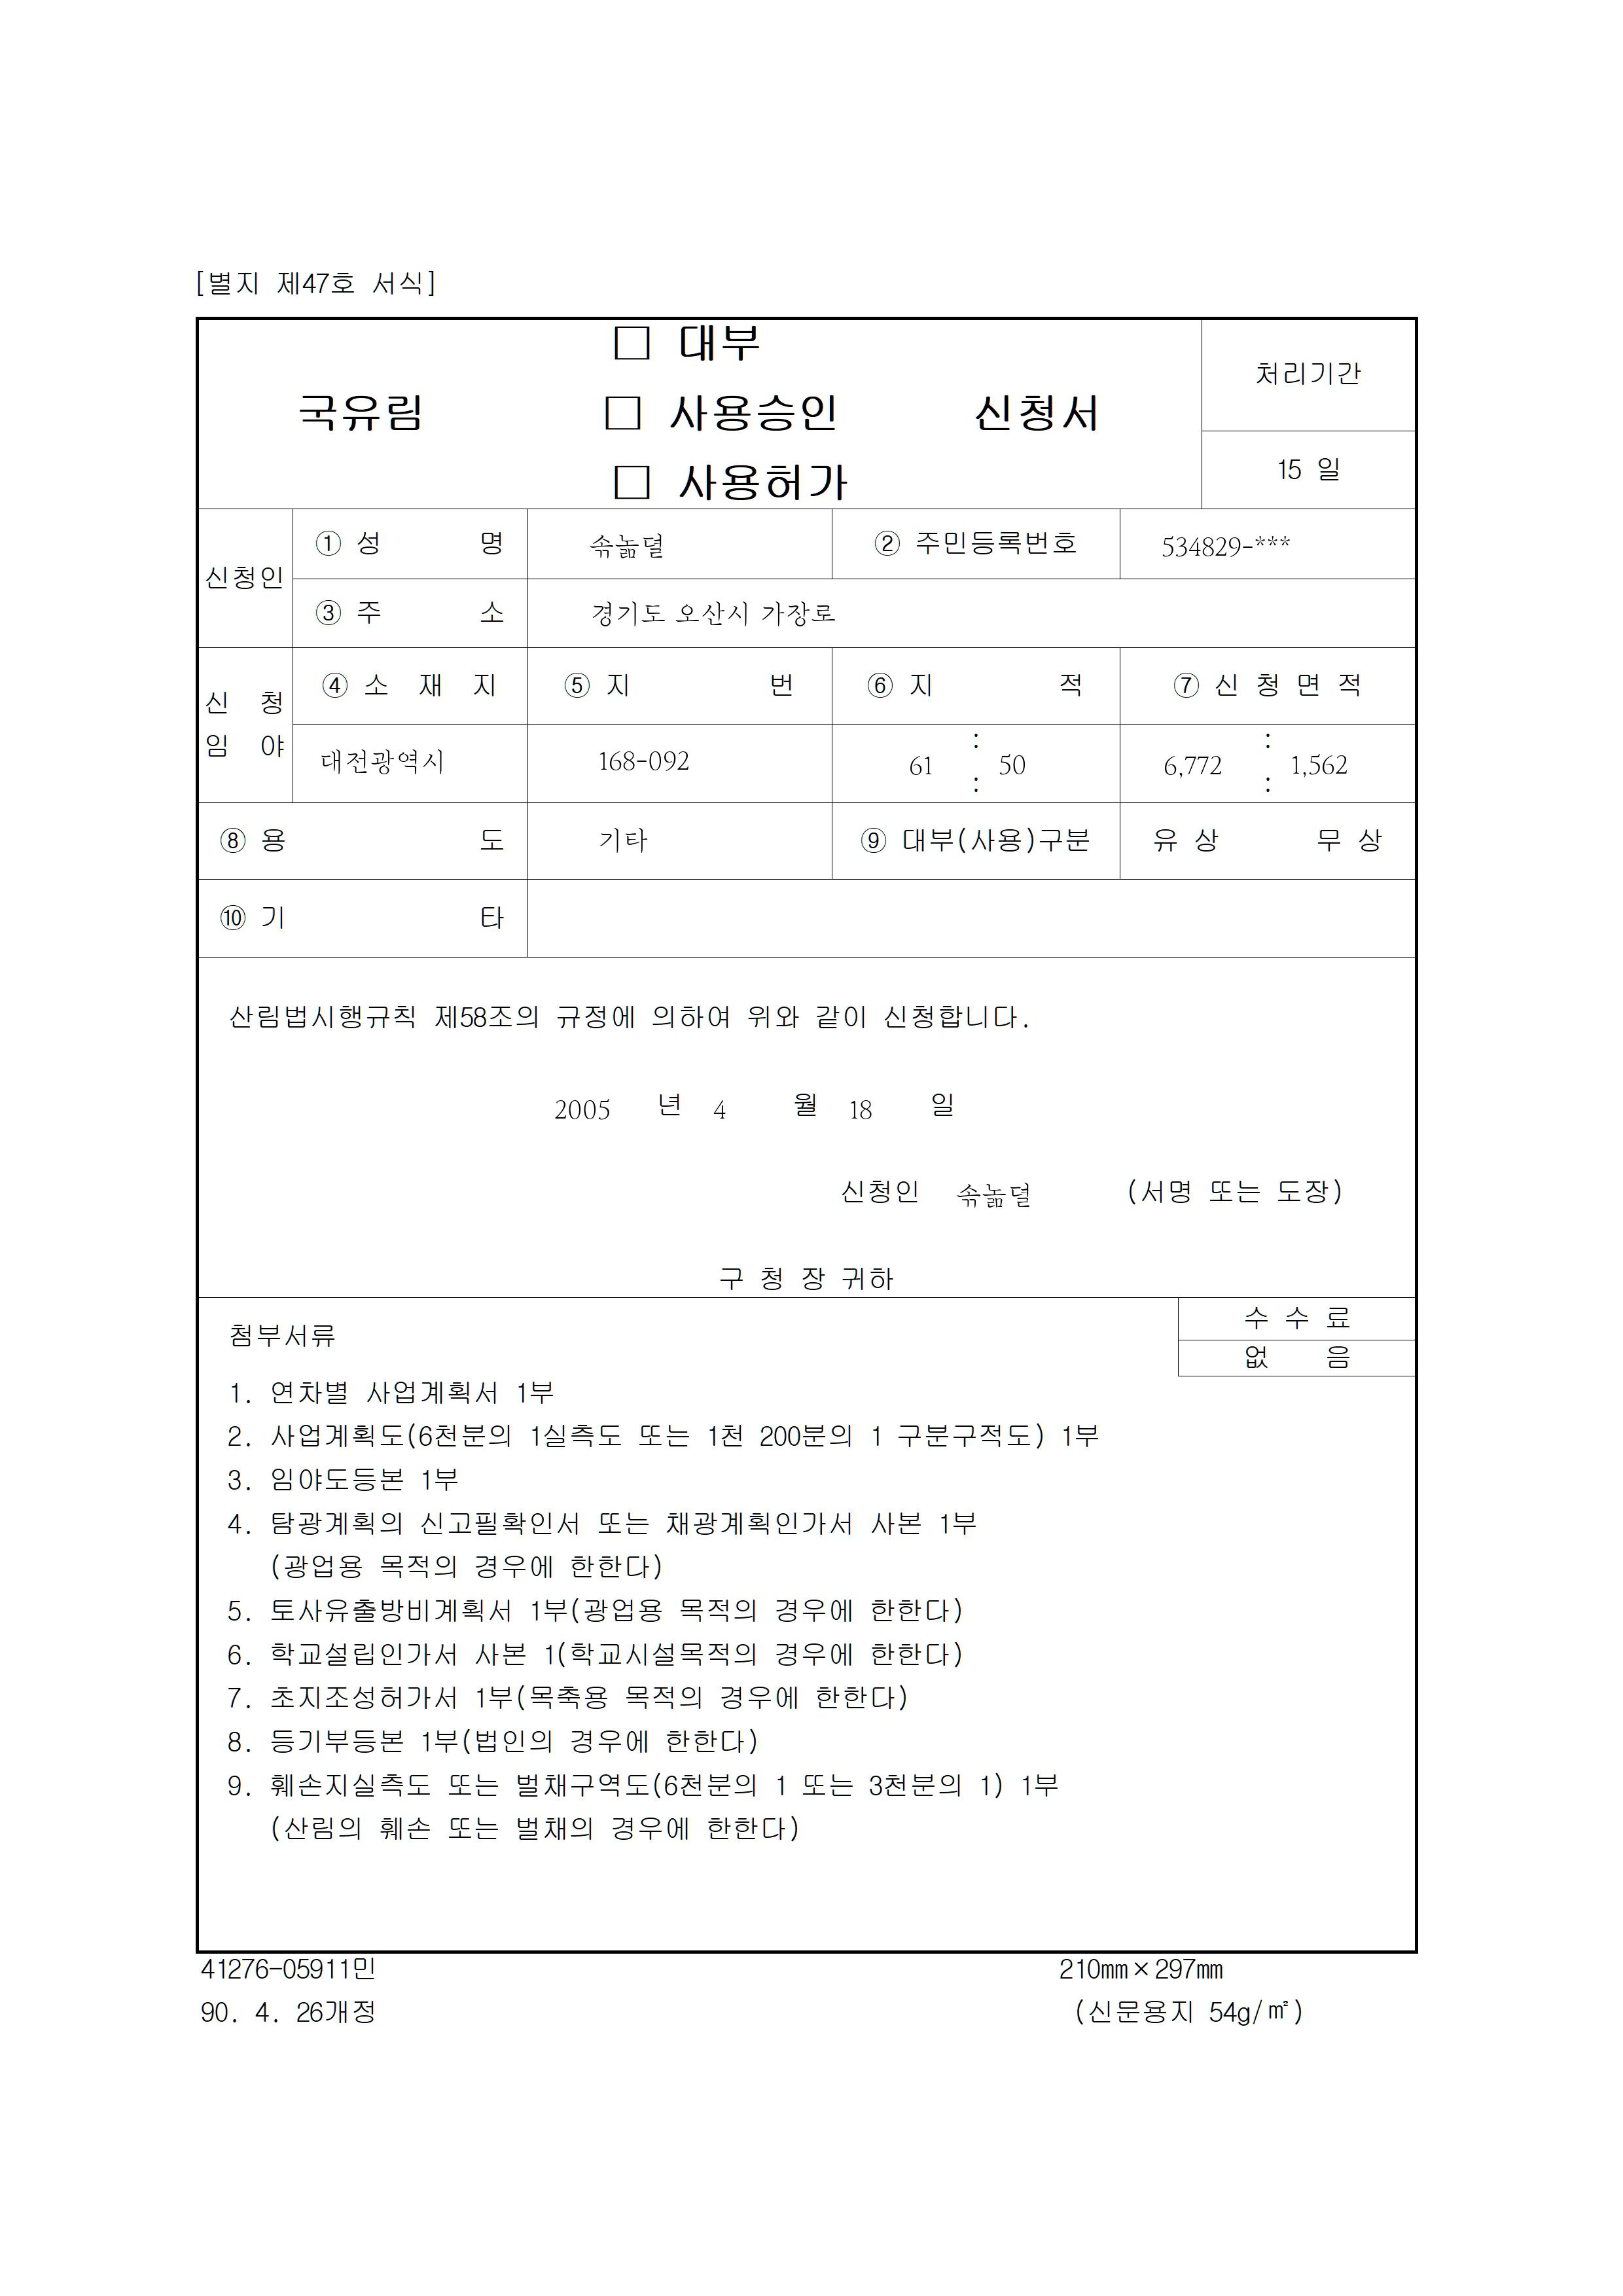 [별지 제47호 서식]
□ 대부
국유림 □ 사용승인 신청서
□ 사용허가
처리기간
15 일
신청인
① 성 명 솎눏뎔 ② 주민등록번호 534829-***
③ 주 소 경기도 오산시 가장로
신 청
임 야
④ 소 재 지 ⑤ 지 번 ⑥ 지 적 ⑦ 신 청 면 적
대전광역시 168-092 61 : 50 6,772 : 1,562
⑧ 용 도 기타 ⑨ 대부(사용)구분 유 상 무 상
⑩ 기 타
산림법시행규칙 제58조의 규정에 의하여 위와 같이 신청합니다.
2005 년 4 월 18 일
신청인 솎눏뎔 (서명 또는 도장)
구 청 장 귀하
수 수 료
없 음
첨부서류
1. 연차별 사업계획서 1부
2. 사업계획도(6천분의 1실측도 또는 1천 200분의 1 구분구적도) 1부
3. 임야도등본 1부
4. 탐광계획의 신고필확인서 또는 채광계획인가서 사본 1부
(광업용 목적의 경우에 한한다)
5. 토사유출방비계획서 1부(광업용 목적의 경우에 한한다)
6. 학교설립인가서 사본 1(학교시설목적의 경우에 한한다)
7. 초지조성허가서 1부(목축용 목적의 경우에 한한다)
8. 등기부등본 1부(법인의 경우에 한한다)
9. 훼손지실측도 또는 벌채구역도(6천분의 1 또는 3천분의 1) 1부
(산림의 훼손 또는 벌채의 경우에 한한다)
41276-05911민 210㎜×297㎜
90. 4. 26개정 (신문용지 54g/㎡)